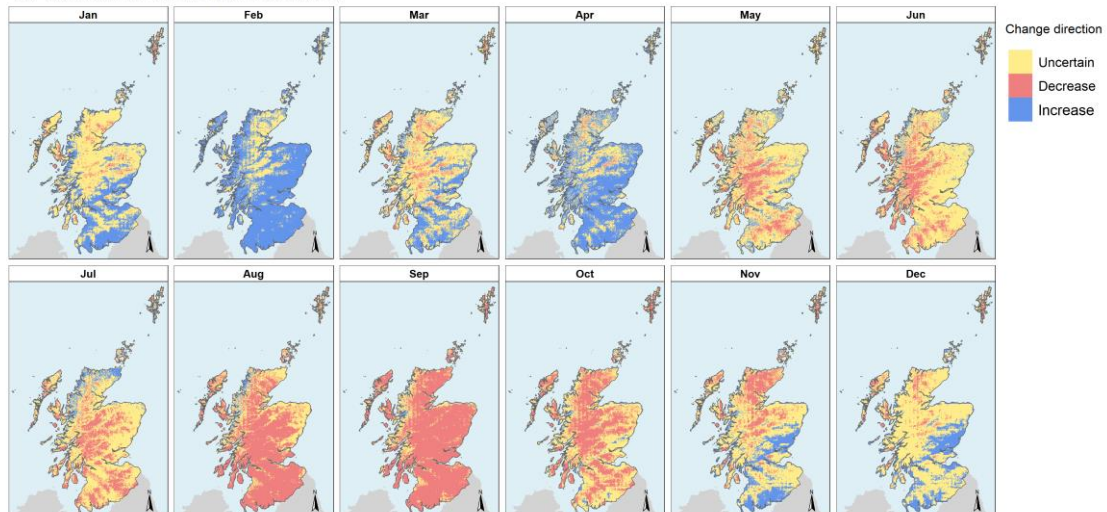 Jan
Feb
Mar
Apr
May
Jun
Change direction
Uncertain
Decrease
Increase
N
N
N
N
N
N
Jul
Aug
Sep
Oct
Nov
Dec
N
N
N
N
N
N